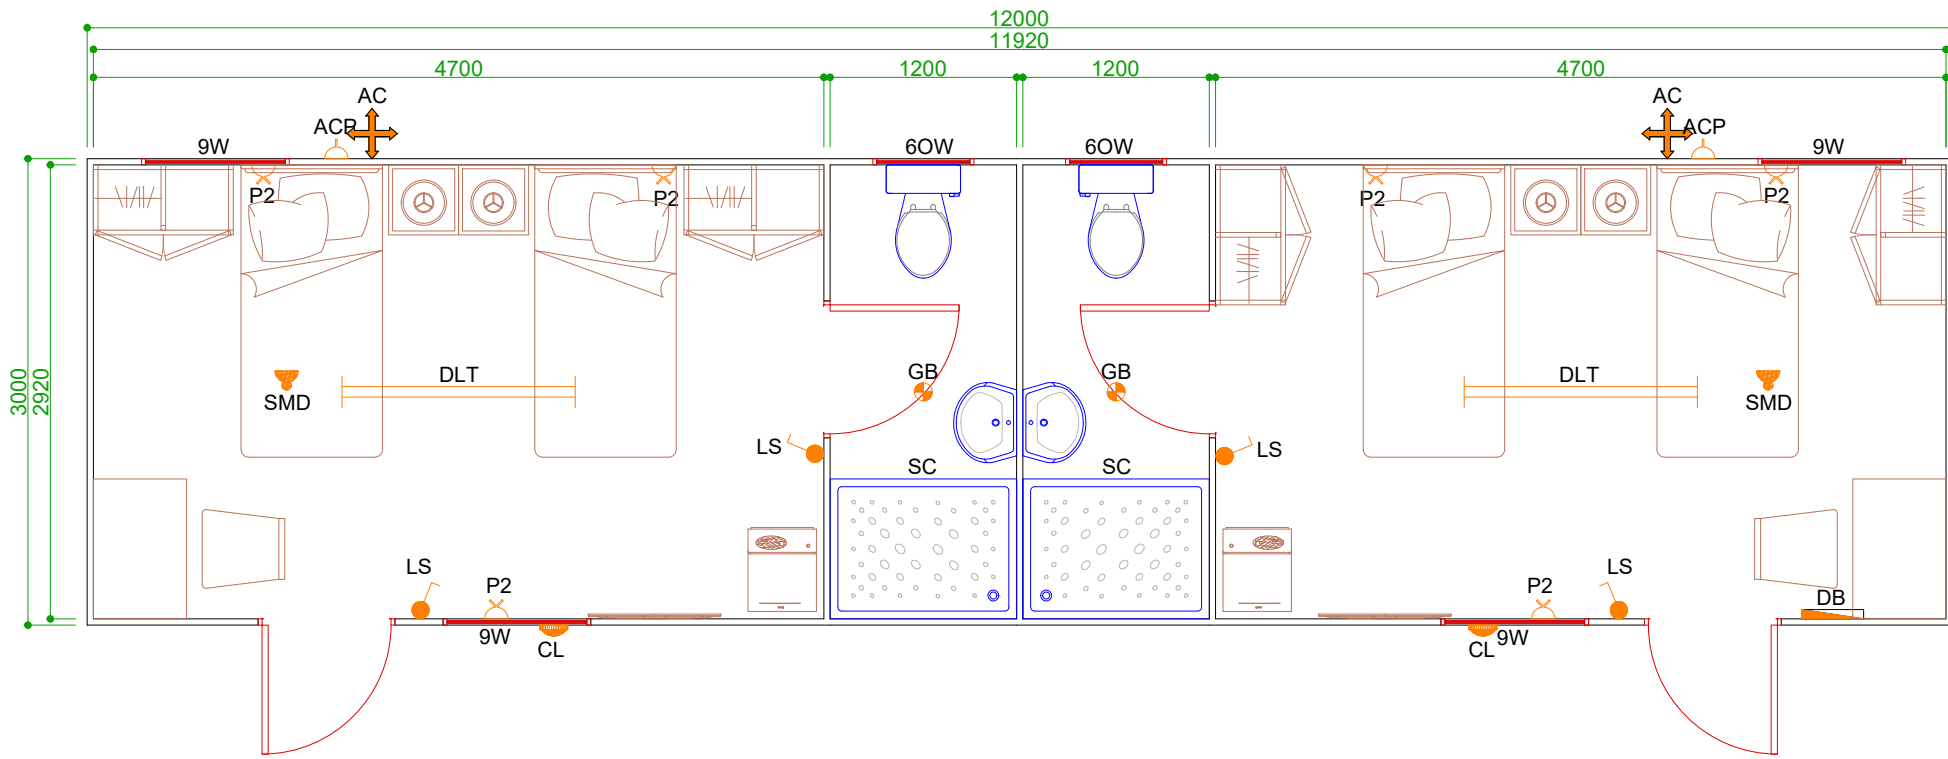 12000
11920
4700 1200 1200 4700
AC AC
ACP ACP
9W 6OW 6OW 9W
P2 P2 P2 P2
3000
2920
DLT GB GB DLT
SMD SMD
LS LS
SC SC
LS P2 P2 LS
DB
9W 9W
CL CL